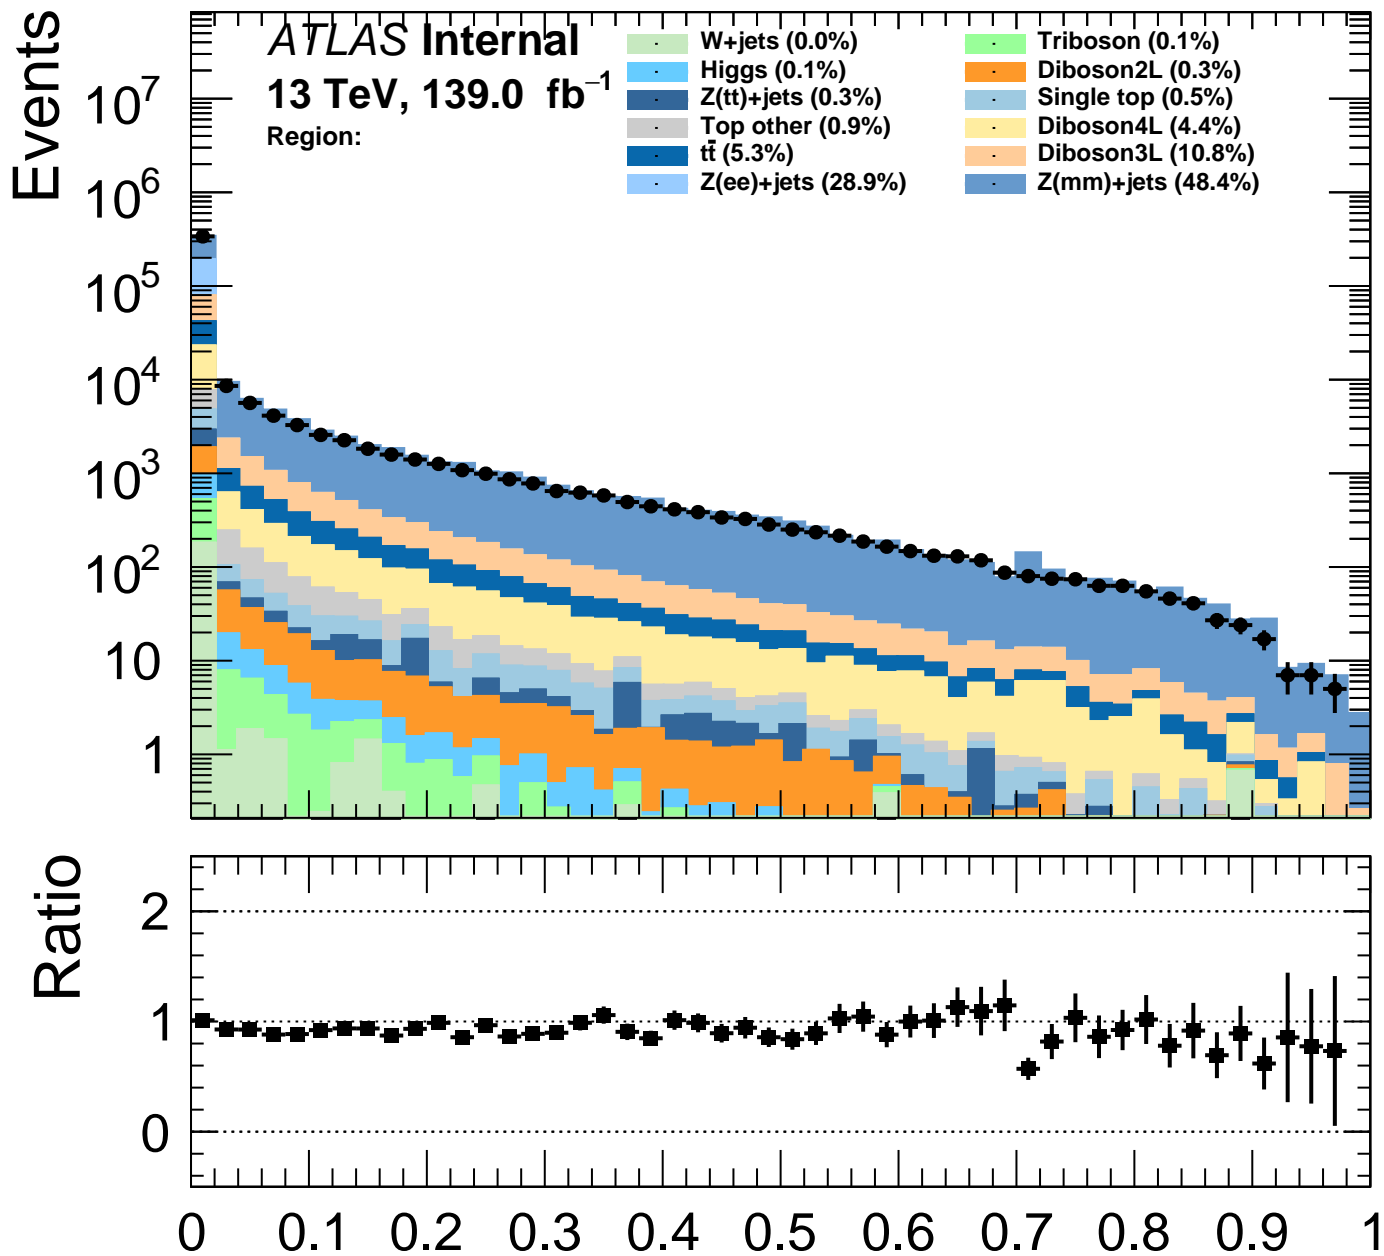 Events
ATLAS Internal
13 TeV, 139.0 fb⁻¹
Region:
W+jets (0.0%)
Higgs (0.1%)
Z(tt)+jets (0.3%)
Top other (0.9%)
tt̄ (5.3%)
Z(ee)+jets (28.9%)
Triboson (0.1%)
Diboson2L (0.3%)
Single top (0.5%)
Diboson4L (4.4%)
Diboson3L (10.8%)
Z(mm)+jets (48.4%)
10⁷
10⁶
10⁵
10⁴
10³
10²
10
1
Ratio
2
1
0
0 0.1 0.2 0.3 0.4 0.5 0.6 0.7 0.8 0.9 1